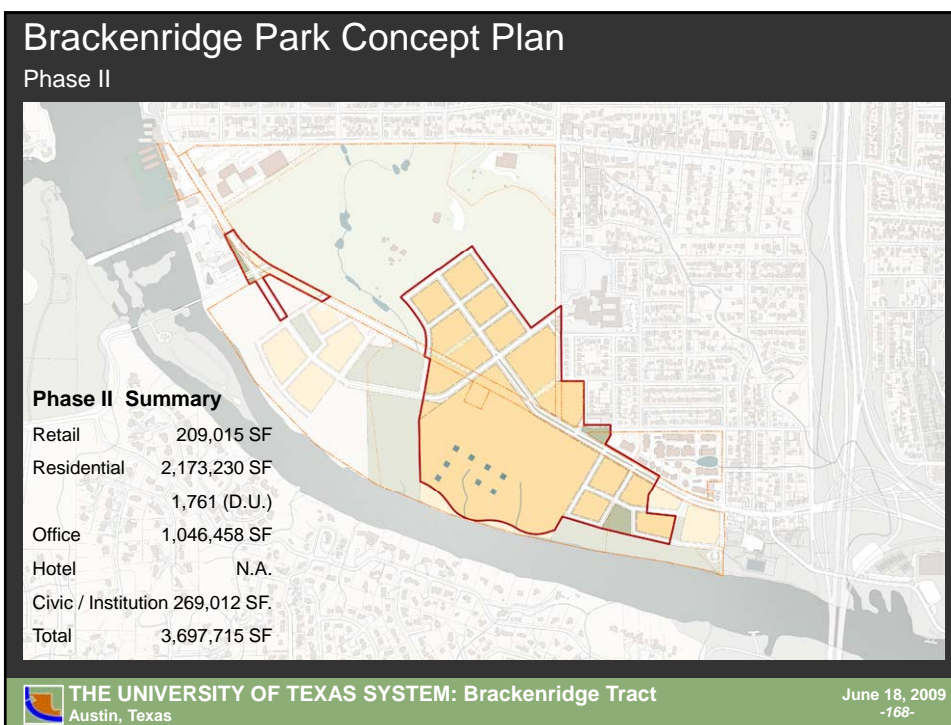 Brackenridge Park Concept Plan
Phase II
Phase II Summary
Retail 209,015 SF
Residential 2,173,230 SF
1,761 (D.U.)
Office 1,046,458 SF
Hotel N.A.
Civic / Institution 269,012 SF.
Total 3,697,715 SF
THE UNIVERSITY OF TEXAS SYSTEM: Brackenridge Tract
Austin, Texas
June 18, 2009
-168-